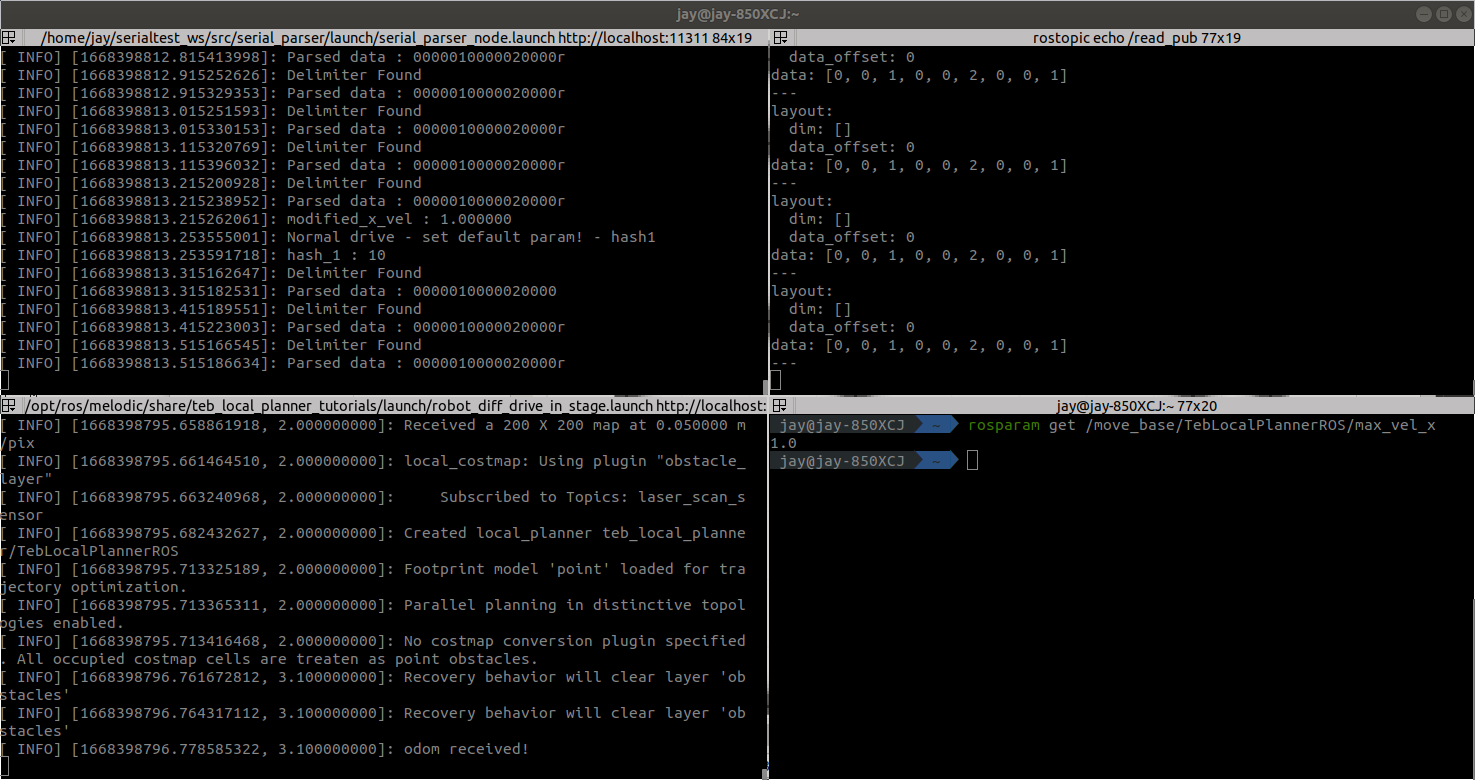 jay@jay-850XCJ:~
/home/jay/serialtest_ws/src/serial_parser/launch/serial_parser_node.launch http://localhost:11311 84x19
[ INFO] [1668398812.815413998]: Parsed data : 0000010000020000r
[ INFO] [1668398812.915252626]: Delimiter Found
[ INFO] [1668398812.915329353]: Parsed data : 0000010000020000r
[ INFO] [1668398813.015251593]: Delimiter Found
[ INFO] [1668398813.015330153]: Parsed data : 0000010000020000r
[ INFO] [1668398813.115320769]: Delimiter Found
[ INFO] [1668398813.115396032]: Parsed data : 0000010000020000r
[ INFO] [1668398813.215200928]: Delimiter Found
[ INFO] [1668398813.215238952]: Parsed data : 0000010000020000r
[ INFO] [1668398813.215262061]: modified_x_vel : 1.000000
[ INFO] [1668398813.253555001]: Normal drive - set default param! - hash1
[ INFO] [1668398813.253591718]: hash_1 : 10
[ INFO] [1668398813.315162647]: Delimiter Found
[ INFO] [1668398813.315182531]: Parsed data : 0000010000020000
[ INFO] [1668398813.415189551]: Delimiter Found
[ INFO] [1668398813.415223003]: Parsed data : 0000010000020000r
[ INFO] [1668398813.515166545]: Delimiter Found
[ INFO] [1668398813.515186634]: Parsed data : 0000010000020000r
rostopic echo /read_pub 77x19
  data_offset: 0
data: [0, 0, 1, 0, 0, 2, 0, 0, 1]
---
layout:
  dim: []
  data_offset: 0
data: [0, 0, 1, 0, 0, 2, 0, 0, 1]
---
layout:
  dim: []
  data_offset: 0
data: [0, 0, 1, 0, 0, 2, 0, 0, 1]
---
layout:
  dim: []
  data_offset: 0
data: [0, 0, 1, 0, 0, 2, 0, 0, 1]
---
/opt/ros/melodic/share/teb_local_planner_tutorials/launch/robot_diff_drive_in_stage.launch http://localhost:
[ INFO] [1668398795.658861918, 2.000000000]: Received a 200 X 200 map at 0.050000 m
/pix
[ INFO] [1668398795.661464510, 2.000000000]: local_costmap: Using plugin "obstacle_
layer"
[ INFO] [1668398795.663240968, 2.000000000]:     Subscribed to Topics: laser_scan_s
ensor
[ INFO] [1668398795.682432627, 2.000000000]: Created local_planner teb_local_planne
r/TebLocalPlannerROS
[ INFO] [1668398795.713325189, 2.000000000]: Footprint model 'point' loaded for tra
jectory optimization.
[ INFO] [1668398795.713365311, 2.000000000]: Parallel planning in distinctive topol
ogies enabled.
[ INFO] [1668398795.713416468, 2.000000000]: No costmap conversion plugin specified
. All occupied costmap cells are treaten as point obstacles.
[ INFO] [1668398796.761672812, 3.100000000]: Recovery behavior will clear layer 'ob
stacles'
[ INFO] [1668398796.764317112, 3.100000000]: Recovery behavior will clear layer 'ob
stacles'
[ INFO] [1668398796.778585322, 3.100000000]: odom received!
jay@jay-850XCJ:~ 77x20
jay@jay-850XCJ ~ rosparam get /move_base/TebLocalPlannerROS/max_vel_x
1.0
jay@jay-850XCJ ~